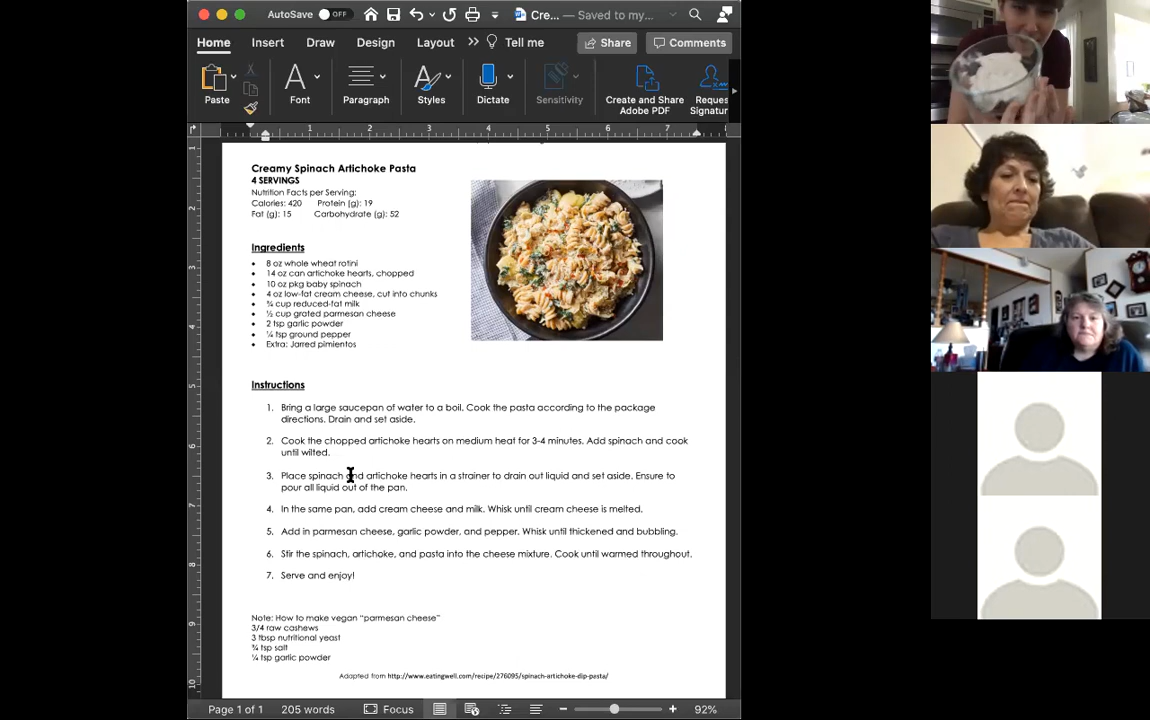 AutoSave OFF Cre... — Saved to my...
Home Insert Draw Design Layout Tell me Share Comments
Paste Font Paragraph Styles Dictate Sensitivity Create and Share Adobe PDF Reques Signatur
1 2 3 4 5 6 7
Creamy Spinach Artichoke Pasta
4 SERVINGS
Nutrition Facts per Serving:
Calories: 420 Protein (g): 19
Fat (g): 15 Carbohydrate (g): 52
Ingredients
• 8 oz whole wheat rotini
• 14 oz can artichoke hearts, chopped
• 10 oz pkg baby spinach
• 4 oz low-fat cream cheese, cut into chunks
• ¾ cup reduced-fat milk
• ½ cup grated parmesan cheese
• 2 tsp garlic powder
• ¼ tsp ground pepper
• Extra: Jarred pimientos
Instructions
1. Bring a large saucepan of water to a boil. Cook the pasta according to the package
directions. Drain and set aside.
2. Cook the chopped artichoke hearts on medium heat for 3-4 minutes. Add spinach and cook
until wilted.
3. Place spinach and artichoke hearts in a strainer to drain out liquid and set aside. Ensure to
pour all liquid out of the pan.
4. In the same pan, add cream cheese and milk. Whisk until cream cheese is melted.
5. Add in parmesan cheese, garlic powder, and pepper. Whisk until thickened and bubbling.
6. Stir the spinach, artichoke, and pasta into the cheese mixture. Cook until warmed throughout.
7. Serve and enjoy!
Note: How to make vegan “parmesan cheese”
3/4 raw cashews
3 tbsp nutritional yeast
¾ tsp salt
¼ tsp garlic powder
Adapted from http://www.eatingwell.com/recipe/276095/spinach-artichoke-dip-pasta/
Page 1 of 1 205 words Focus 92%